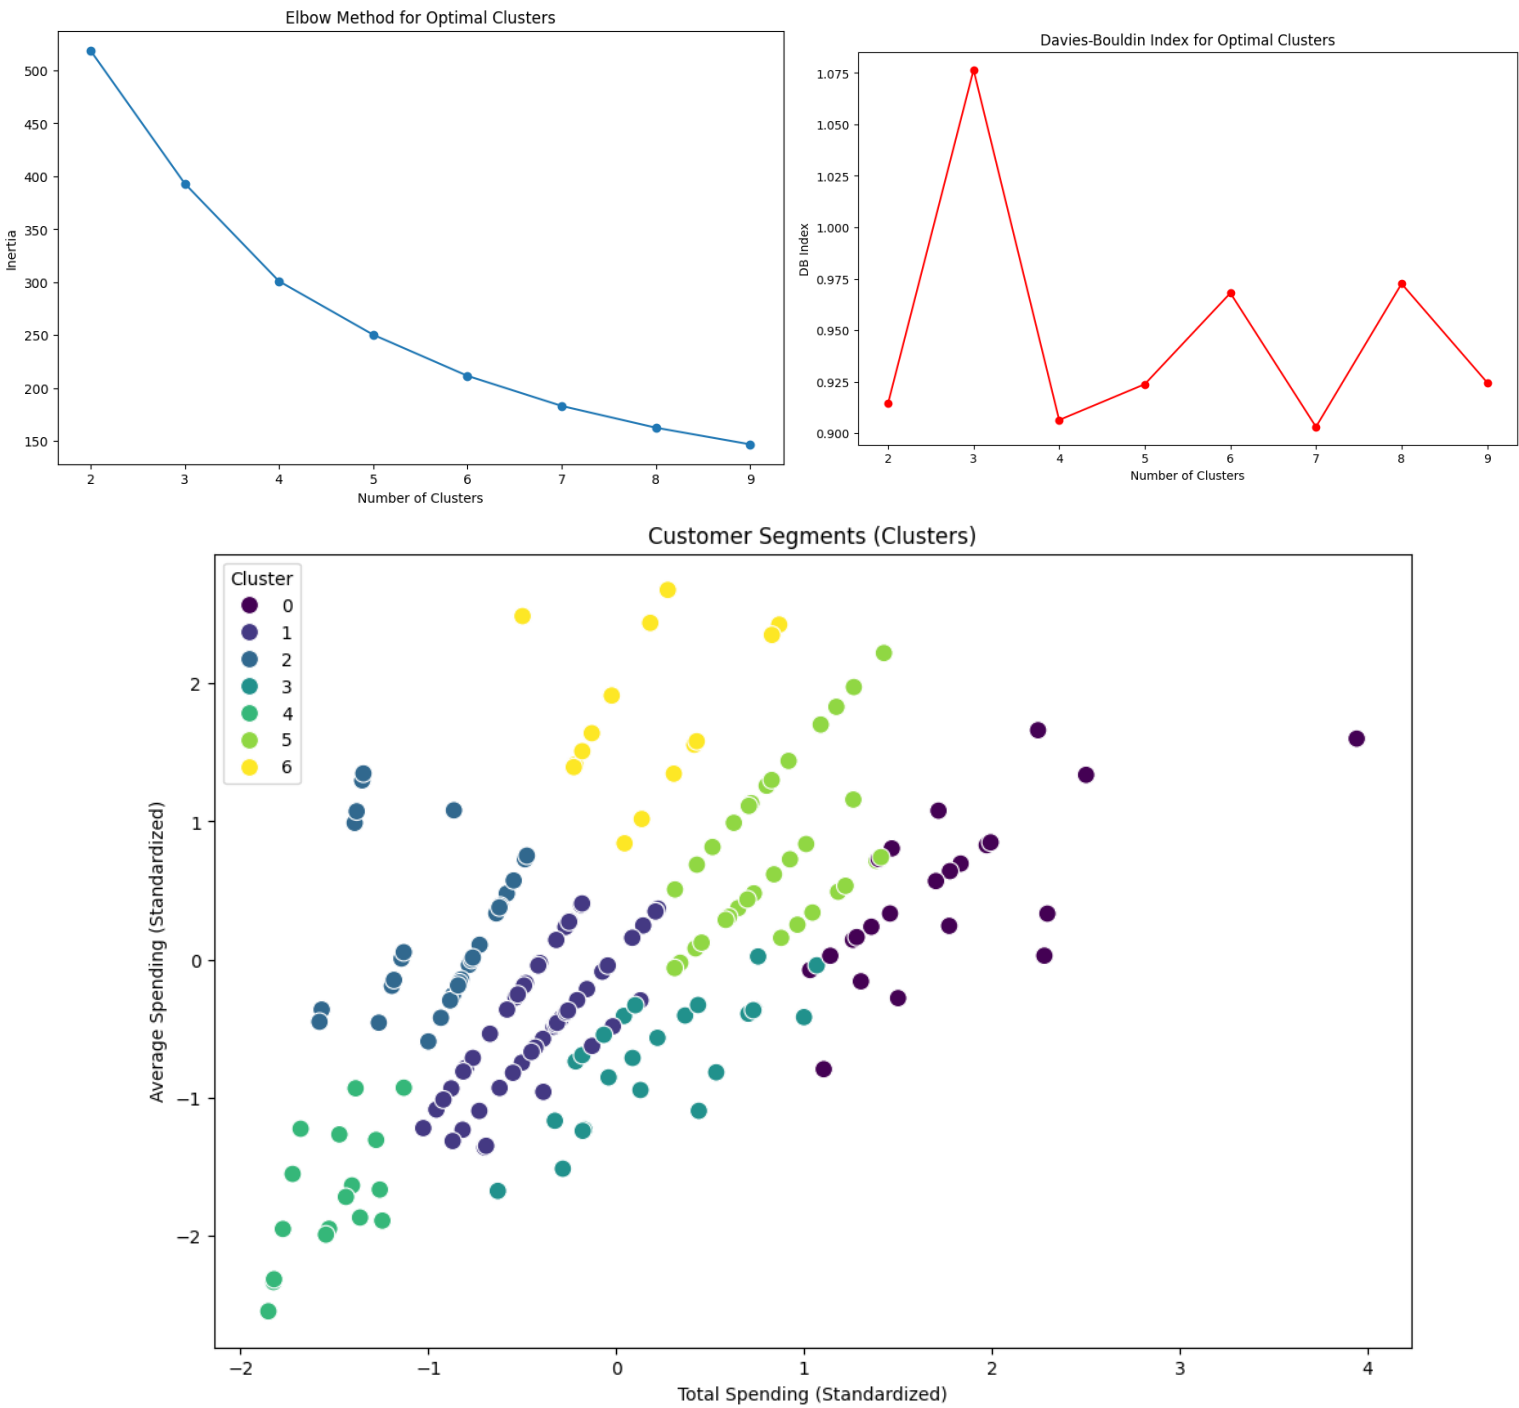 Elbow Method for Optimal Clusters
500
450
400
350
300
250
200
150
Inertia
2 3 4 5 6 7 8 9
Number of Clusters
Davies-Bouldin Index for Optimal Clusters
1.075
1.050
1.025
1.000
0.975
0.950
0.925
0.900
DB Index
2 3 4 5 6 7 8 9
Number of Clusters
Customer Segments (Clusters)
Cluster
0
1
2
3
4
5
6
2
1
0
−1
−2
Average Spending (Standardized)
−2 −1 0 1 2 3 4
Total Spending (Standardized)